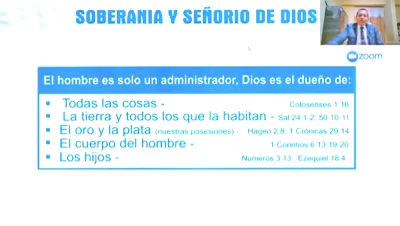 SOBERANIA Y SEÑORIO DE DIOS
zoom
El hombre es solo un administrador, Dios es el dueño de:
Todas las cosas - Colosenses 1:16
La tierra y todos los que la habitan - Sal 24 1-2; 50 10-11
El oro y la plata (nuestras posesiones) - Hageo 2:8; 1 Crónicas 29:14
El cuerpo del hombre - 1 Corintios 6:13,19-20
Los hijos - Numeros 3:13 ; Ezequiel 18:4